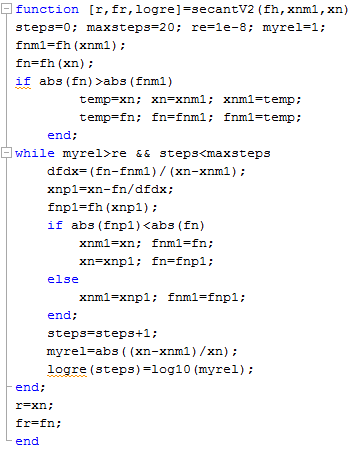 function [r,fr,logre]=secantV2(fh,xnm1,xn)
steps=0; maxsteps=20; re=1e-8; myrel=1;
fnm1=fh(xnm1);
fn=fh(xn);
if abs(fn)>abs(fnm1)
        temp=xn; xn=xnm1; xnm1=temp;
        temp=fn; fn=fnm1; fnm1=temp;
    end;
while myrel>re && steps<maxsteps
    dfdx=(fn-fnm1)/(xn-xnm1);
    xnp1=xn-fn/dfdx;
    fnp1=fh(xnp1);
    if abs(fnp1)<abs(fn)
        xnm1=xn; fnm1=fn;
        xn=xnp1; fn=fnp1;
    else
        xnm1=xnp1; fnm1=fnp1;
    end;
    steps=steps+1;
    myrel=abs((xn-xnm1)/xn);
    logre(steps)=log10(myrel);
end;
r=xn;
fr=fn;
end